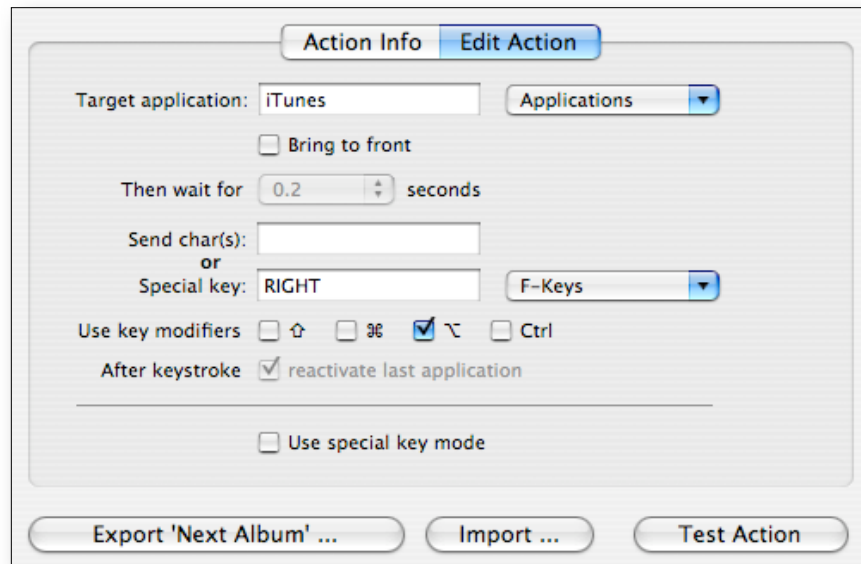 Action Info Edit Action
Target application: iTunes Applications
Bring to front
Then wait for 0.2 seconds
Send char(s):
or
Special key: RIGHT F-Keys
Use key modifiers ⇧ ⌘ ⌥ Ctrl
After keystroke reactivate last application
Use special key mode
Export 'Next Album' ... Import ... Test Action